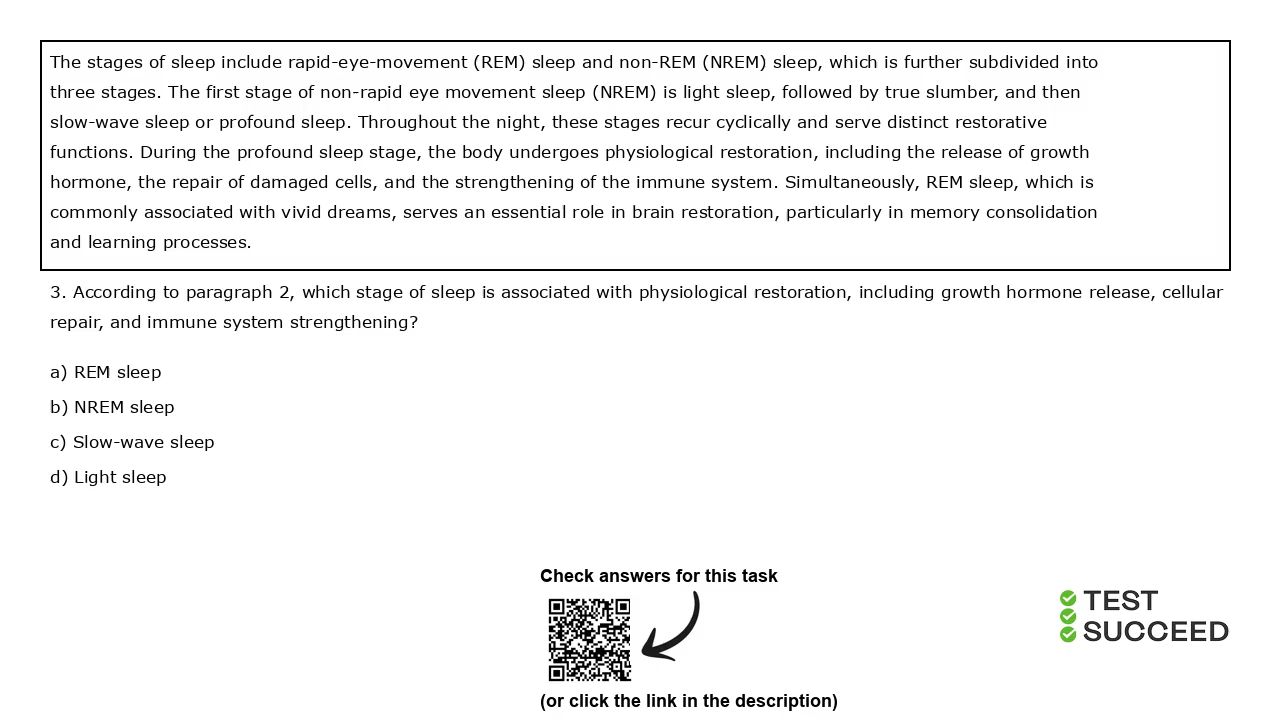 The stages of sleep include rapid-eye-movement (REM) sleep and non-REM (NREM) sleep, which is further subdivided into
three stages. The first stage of non-rapid eye movement sleep (NREM) is light sleep, followed by true slumber, and then
slow-wave sleep or profound sleep. Throughout the night, these stages recur cyclically and serve distinct restorative
functions. During the profound sleep stage, the body undergoes physiological restoration, including the release of growth
hormone, the repair of damaged cells, and the strengthening of the immune system. Simultaneously, REM sleep, which is
commonly associated with vivid dreams, serves an essential role in brain restoration, particularly in memory consolidation
and learning processes.
3. According to paragraph 2, which stage of sleep is associated with physiological restoration, including growth hormone release, cellular
repair, and immune system strengthening?
a) REM sleep
b) NREM sleep
c) Slow-wave sleep
d) Light sleep
Check answers for this task
(or click the link in the description)
TEST
SUCCEED